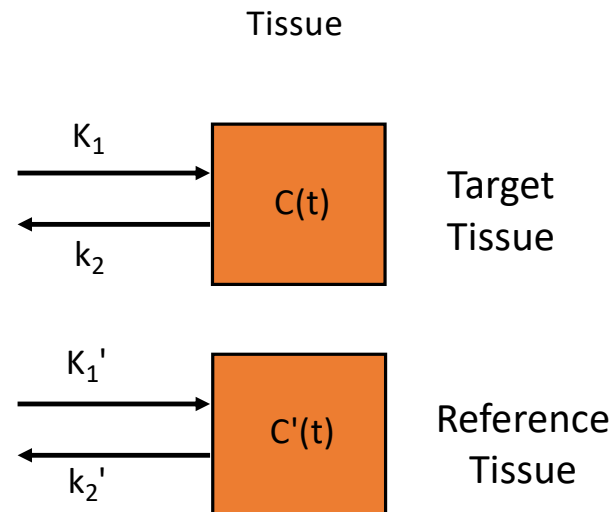 Tissue
K₁
C(t)
k₂
Target
Tissue
K₁'
C'(t)
k₂'
Reference
Tissue